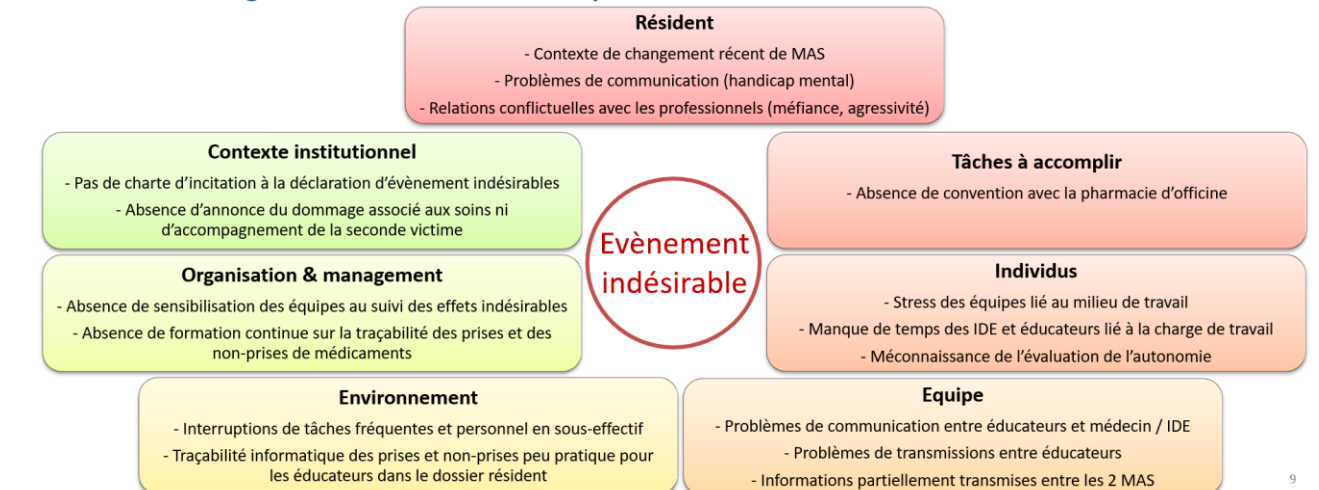 Résident
- Contexte de changement récent de MAS
- Problèmes de communication (handicap mental)
- Relations conflictuelles avec les professionnels (méfiance, agressivité)
Contexte institutionnel
- Pas de charte d’incitation à la déclaration d’évènement indésirables
- Absence d’annonce du dommage associé aux soins ni
d’accompagnement de la seconde victime
Tâches à accomplir
- Absence de convention avec la pharmacie d’officine
Evènement
indésirable
Organisation & management
- Absence de sensibilisation des équipes au suivi des effets indésirables
- Absence de formation continue sur la traçabilité des prises et des
non-prises de médicaments
Individus
- Stress des équipes lié au milieu de travail
- Manque de temps des IDE et éducateurs lié à la charge de travail
- Méconnaissance de l’évaluation de l’autonomie
Environnement
- Interruptions de tâches fréquentes et personnel en sous-effectif
- Traçabilité informatique des prises et non-prises peu pratique pour
les éducateurs dans le dossier résident
Equipe
- Problèmes de communication entre éducateurs et médecin / IDE
- Problèmes de transmissions entre éducateurs
- Informations partiellement transmises entre les 2 MAS
9